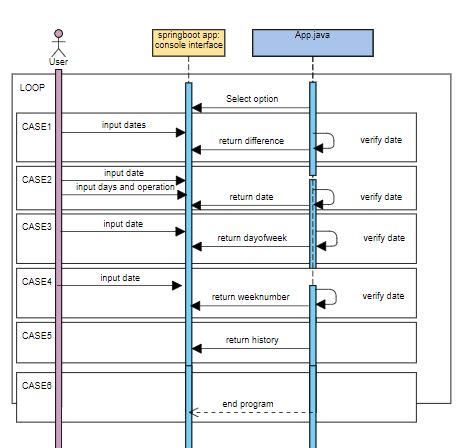 springboot app:
console interface
App.java
User
LOOP
Select option
CASE1
input dates
return difference
verify date
CASE2
input date
input days and operation
return date
verify date
CASE3
input date
return dayofweek
verify date
CASE4
input date
return weeknumber
verify date
CASE5
return history
CASE6
end program